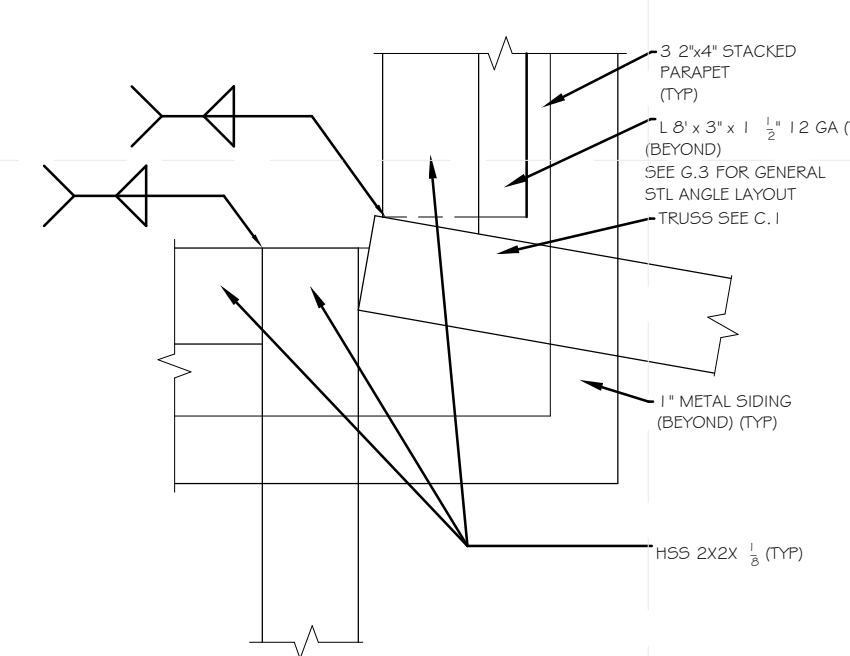 3 2"x4" STACKED
PARAPET
(TYP)
L 8' x 3" x 1 1/2" 12 GA
(BEYOND)
SEE G.3 FOR GENERAL
STL ANGLE LAYOUT
TRUSS SEE C.1
1" METAL SIDING
(BEYOND) (TYP)
HSS 2X2X 1/8 (TYP)